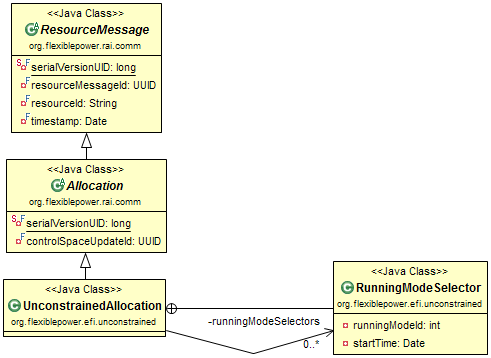 <<Java Class>>
ResourceMessage
org.flexiblepower.rai.comm
serialVersionUID: long
resourceMessageId: UUID
resourceId: String
timestamp: Date
<<Java Class>>
Allocation
org.flexiblepower.rai.comm
serialVersionUID: long
controlSpaceUpdateId: UUID
<<Java Class>>
UnconstrainedAllocation
org.flexiblepower.efi.unconstrained
-runningModeSelectors
0..*
<<Java Class>>
RunningModeSelector
org.flexiblepower.efi.unconstrained
runningModeId: int
startTime: Date